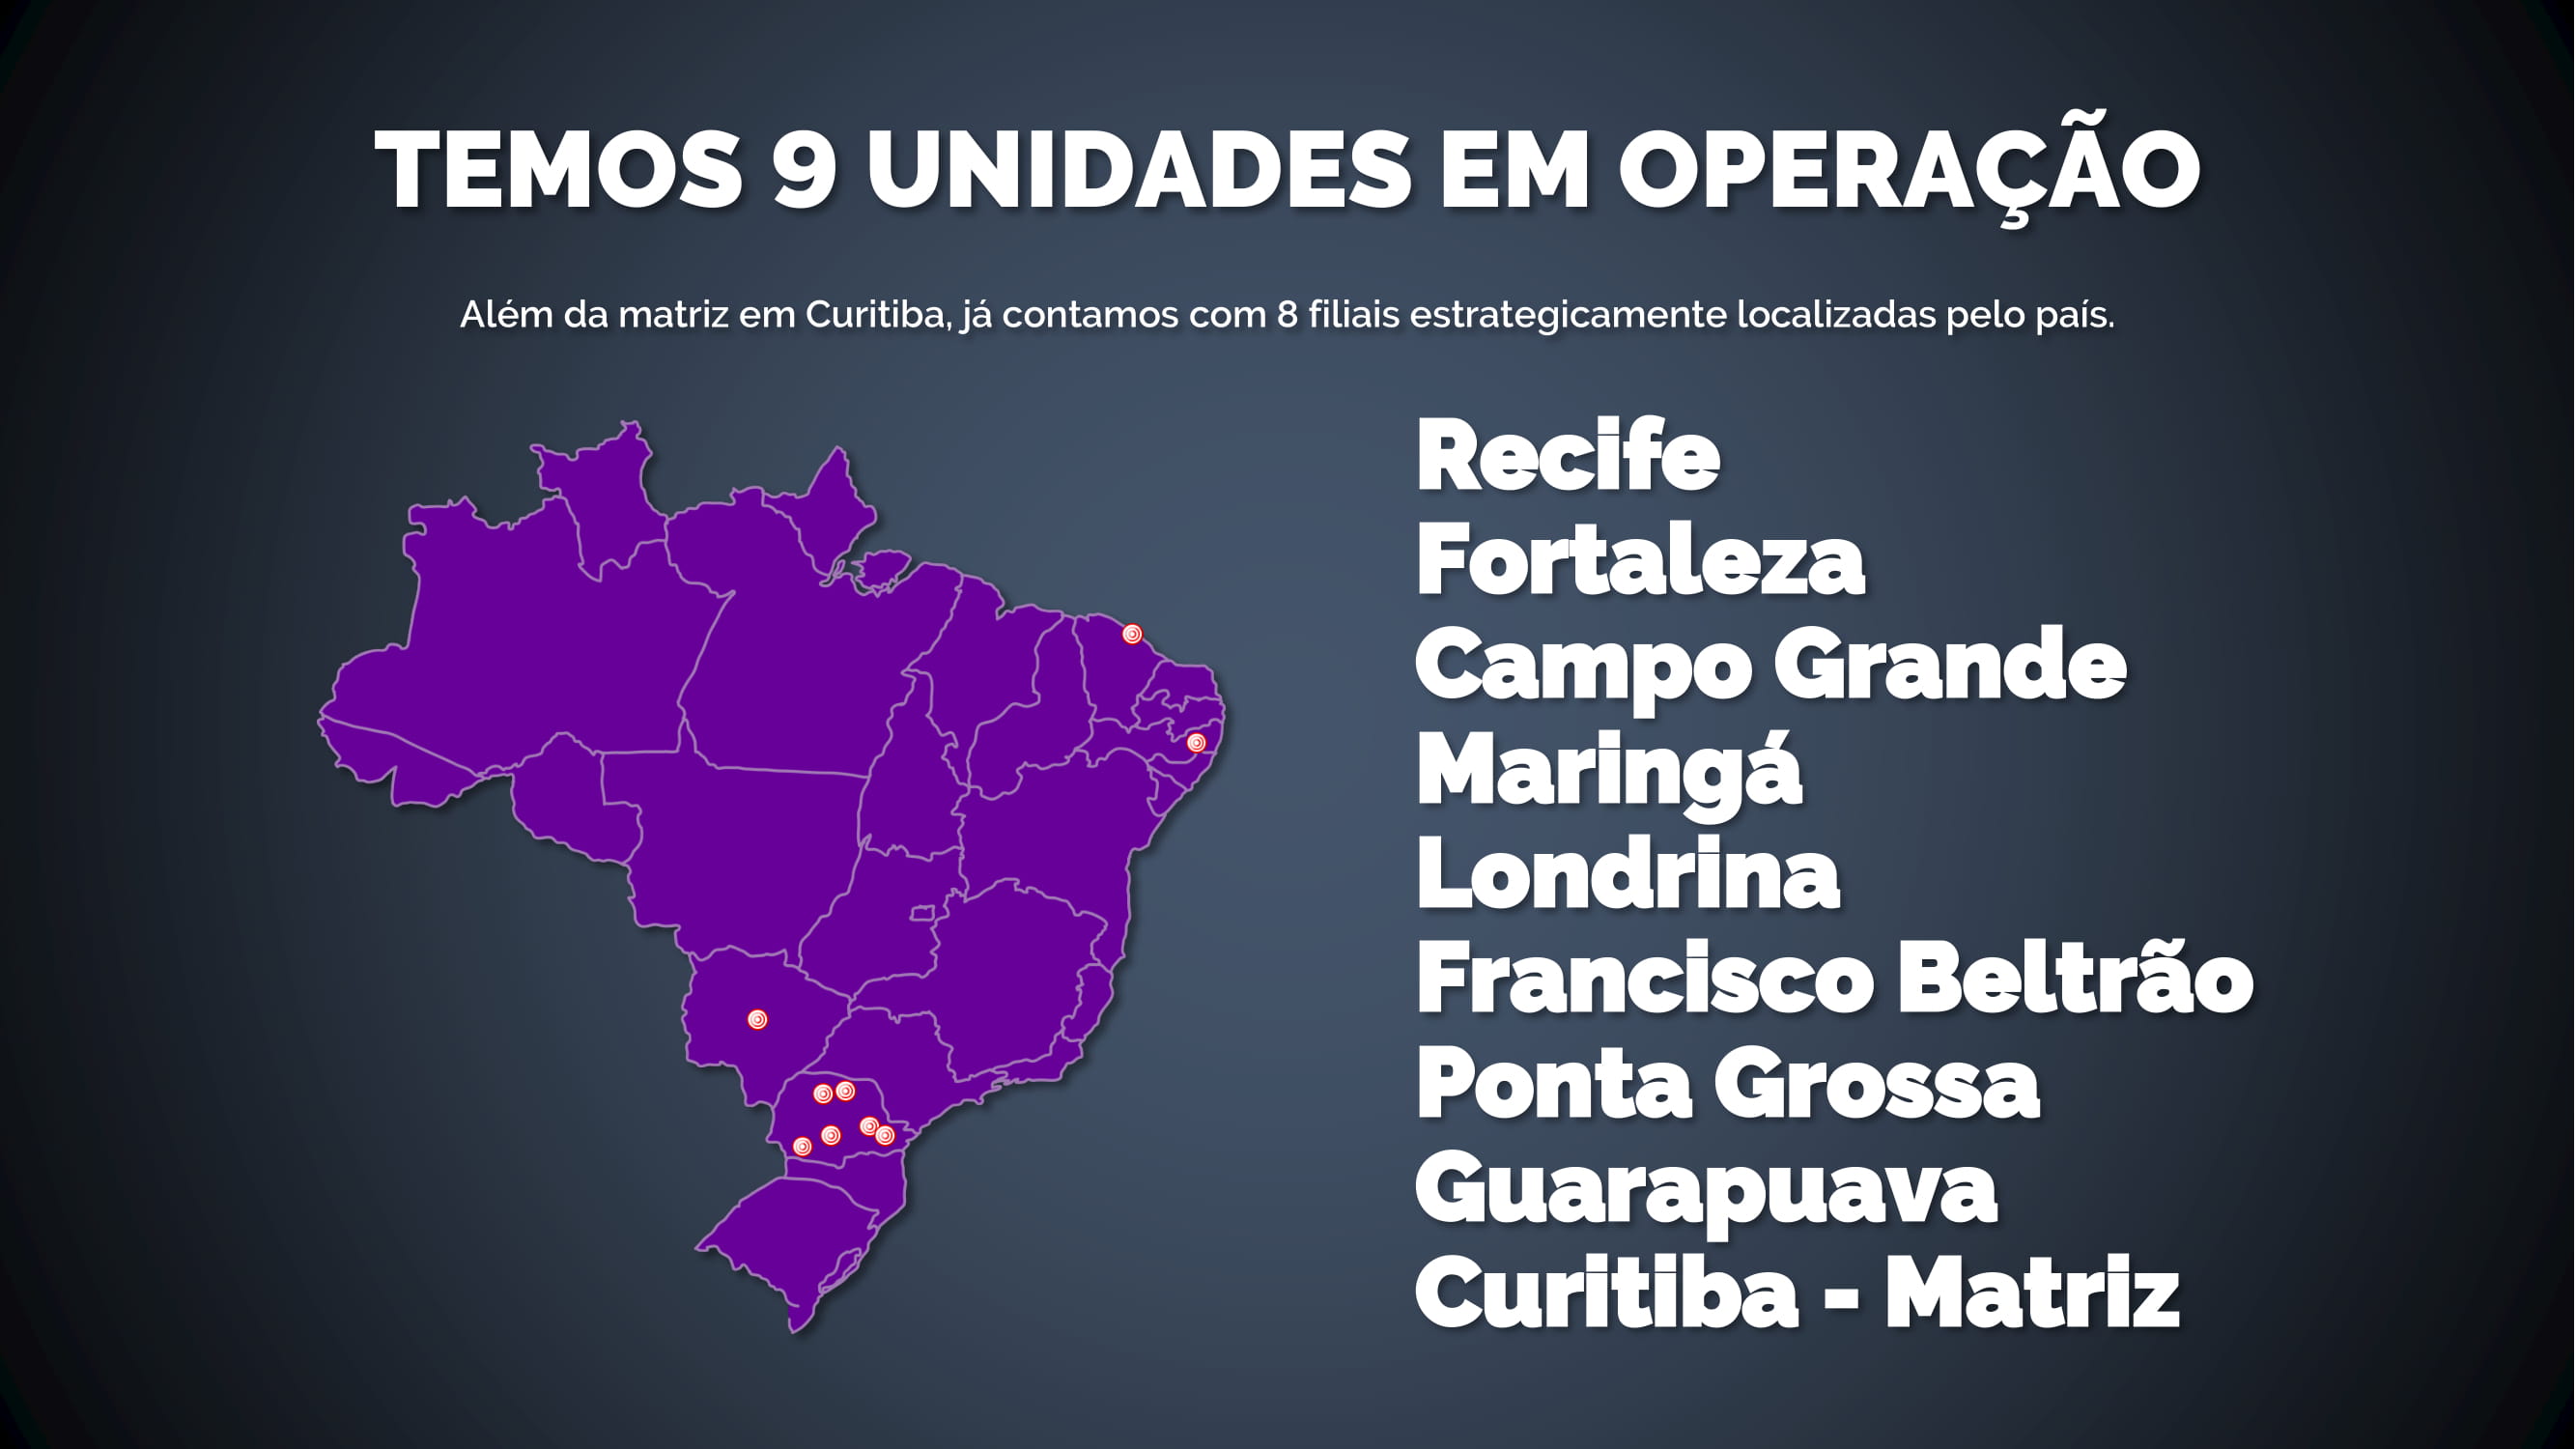 TEMOS 9 UNIDADES EM OPERAÇÃO
Além da matriz em Curitiba, já contamos com 8 filiais estrategicamente localizadas pelo país.
Recife
Fortaleza
Campo Grande
Maringá
Londrina
Francisco Beltrão
Ponta Grossa
Guarapuava
Curitiba - Matriz